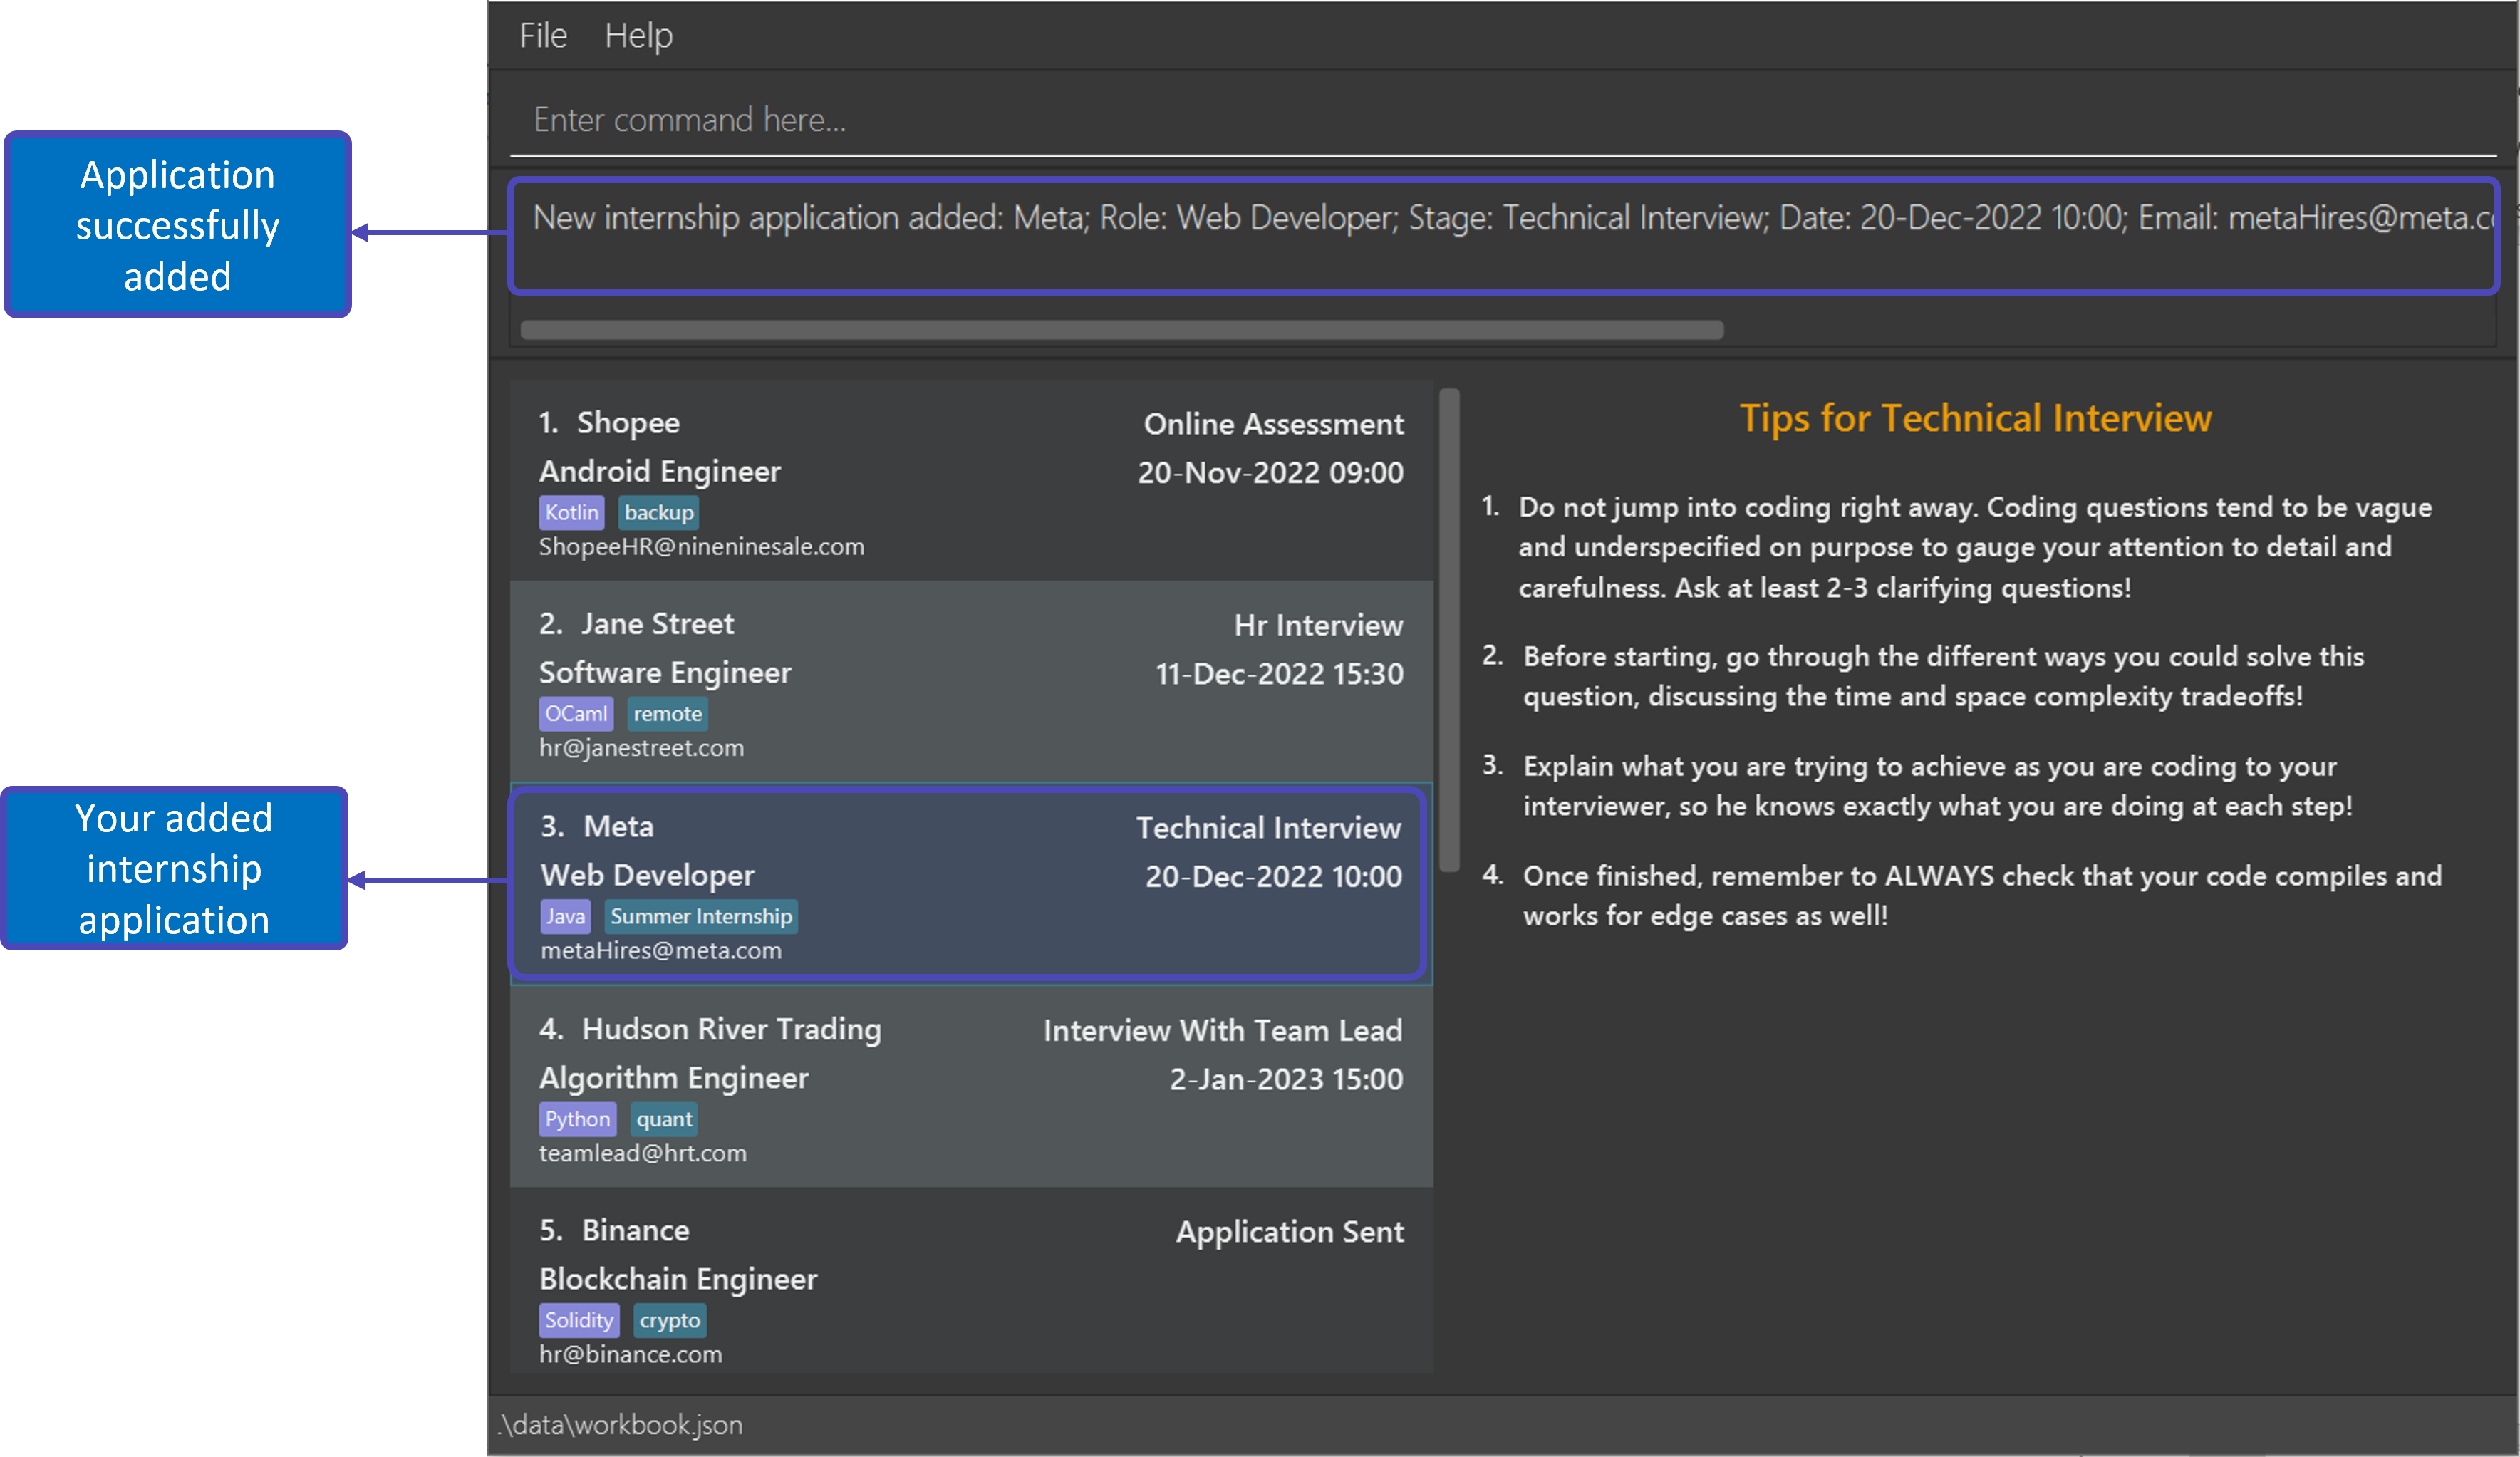 File Help
Enter command here...
Application
successfully
added
New internship application added: Meta; Role: Web Developer; Stage: Technical Interview; Date: 20-Dec-2022 10:00; Email: metaHires@meta.c
1. Shopee
Online Assessment
Android Engineer
20-Nov-2022 09:00
Kotlin backup
ShopeeHR@nineninesale.com
2. Jane Street
Hr Interview
Software Engineer
11-Dec-2022 15:30
OCaml remote
hr@janestreet.com
Your added
internship
application
3. Meta
Technical Interview
Web Developer
20-Dec-2022 10:00
Java Summer Internship
metaHires@meta.com
4. Hudson River Trading
Interview With Team Lead
Algorithm Engineer
2-Jan-2023 15:00
Python quant
teamlead@hrt.com
5. Binance
Application Sent
Blockchain Engineer
Solidity crypto
hr@binance.com
Tips for Technical Interview
1. Do not jump into coding right away. Coding questions tend to be vague
and underspecified on purpose to gauge your attention to detail and
carefulness. Ask at least 2-3 clarifying questions!
2. Before starting, go through the different ways you could solve this
question, discussing the time and space complexity tradeoffs!
3. Explain what you are trying to achieve as you are coding to your
interviewer, so he knows exactly what you are doing at each step!
4. Once finished, remember to ALWAYS check that your code compiles and
works for edge cases as well!
.\data\workbook.json